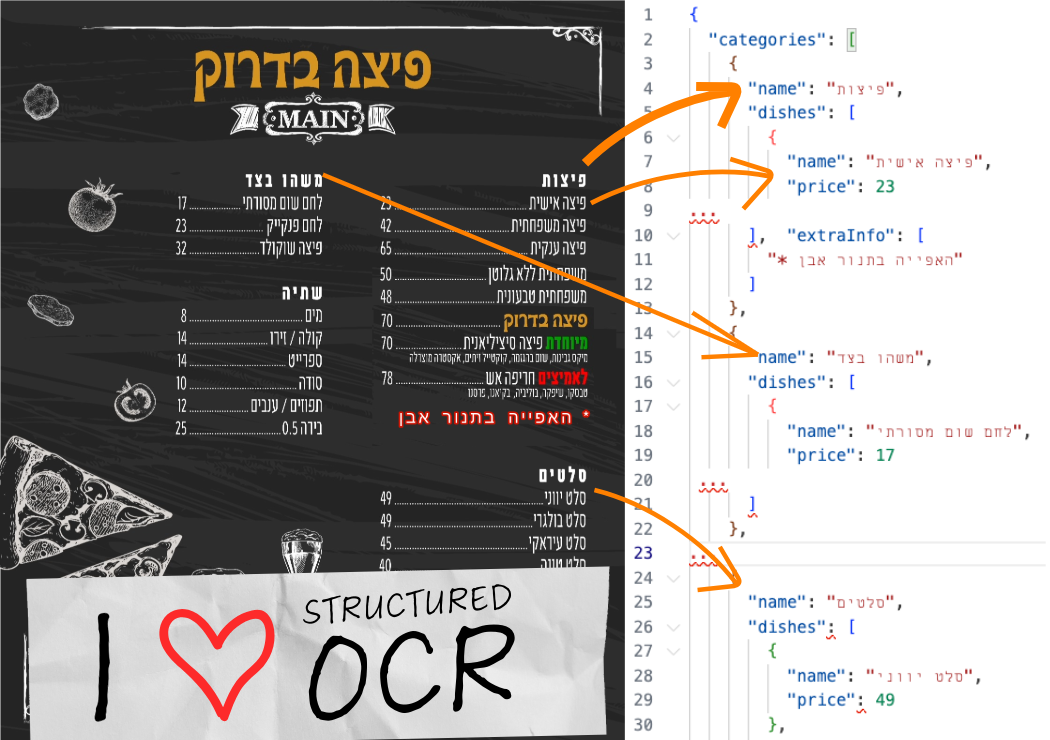 פיצה בדרוק
MAIN
פיצות
פיצה אישית 23
פיצה משפחתית 42
פיצה ענקית 65
משפחתית ללא גלוטן 50
משפחתית טבעונית 48
פיצה בדרוק 70
מיוחדת פיצה סיציליאנית 70
מיקס גבינות, שום ברגגומר, קוקטייל זיתים, אקסטרה מוצרלה
לאמיצים חריפה אש 78
טבסקו, שיפקה, בוליביה, בקיאנו, פרסנו
* האפייה בתנור אבן
סלטים
סלט יווני 49
סלט בולגרי 49
סלט עיראקי 45
סלט טונה 40
משהו בצד
לחם שום מסורתי 17
לחם פנקייק 23
פיצה שוקולד 32
שתיה
מים 8
קולה / זירו 14
ספרייט 14
סודה 10
תפוזים / ענבים 12
בירה 0.5 25
I STRUCTURED
OCR
1 {
2 "categories": [
3 {
4 "name": "פיצות",
5 "dishes": [
6 {
7 "name": "פיצה אישית",
8 "price": 23
9 ...
10 ], "extraInfo": [
11 "* האפייה בתנור אבן"
12 ]
13 },
14 {
15 "name": "משהו בצד",
16 "dishes": [
17 {
18 "name": "לחם שום מסורתי",
19 "price": 17
20 ...
21 ]
22 },
23 ...
24 {
25 "name": "סלטים",
26 "dishes": [
27 {
28 "name": "סלט יווני",
29 "price": 49
30 },